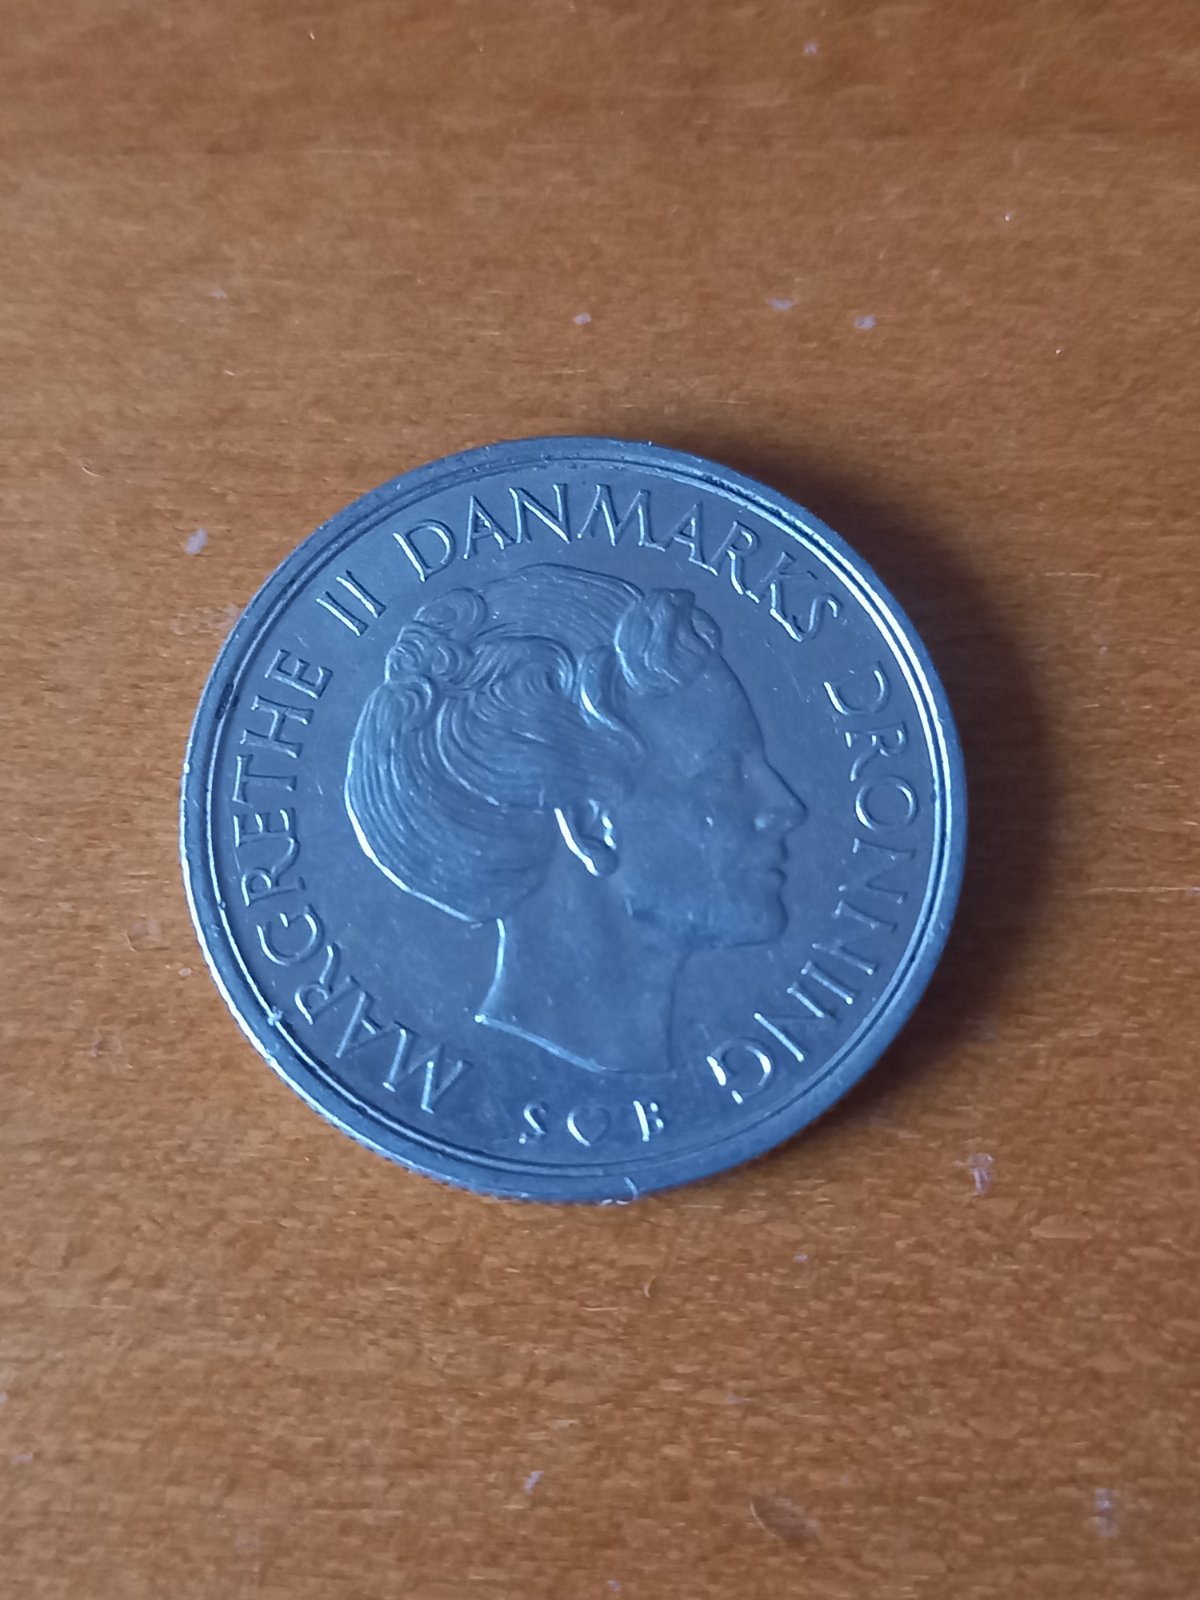 MARGRETHE II DANMARKS DRONNING
S♡B